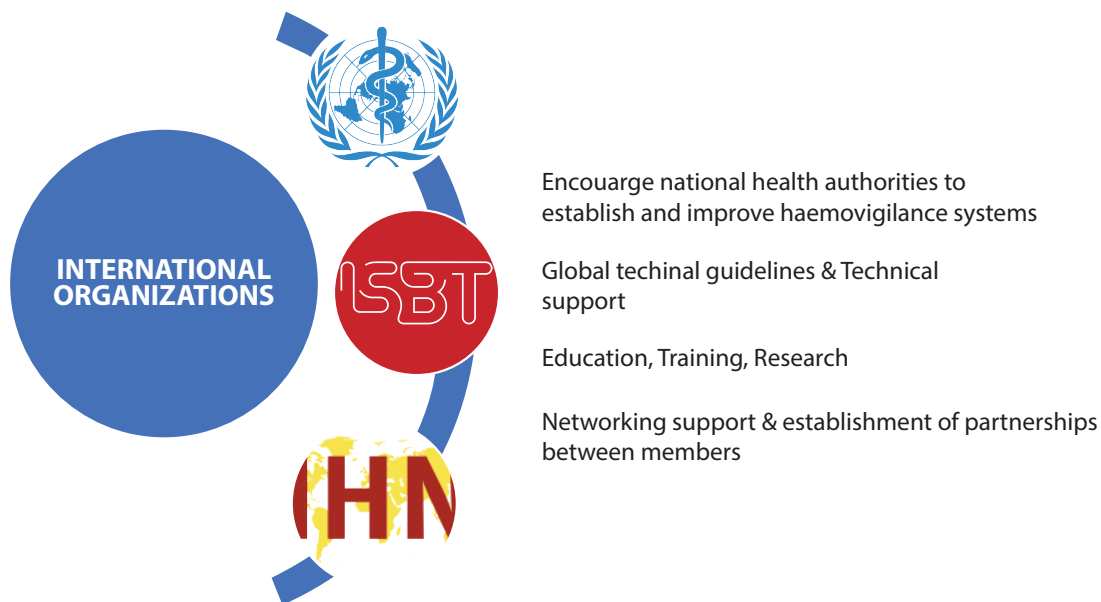 INTERNATIONAL
ORGANIZATIONS
ISBT
IHN
Encouarge national health authorities to
establish and improve haemovigilance systems
Global techinal guidelines & Technical
support
Education, Training, Research
Networking support & establishment of partnerships
between members